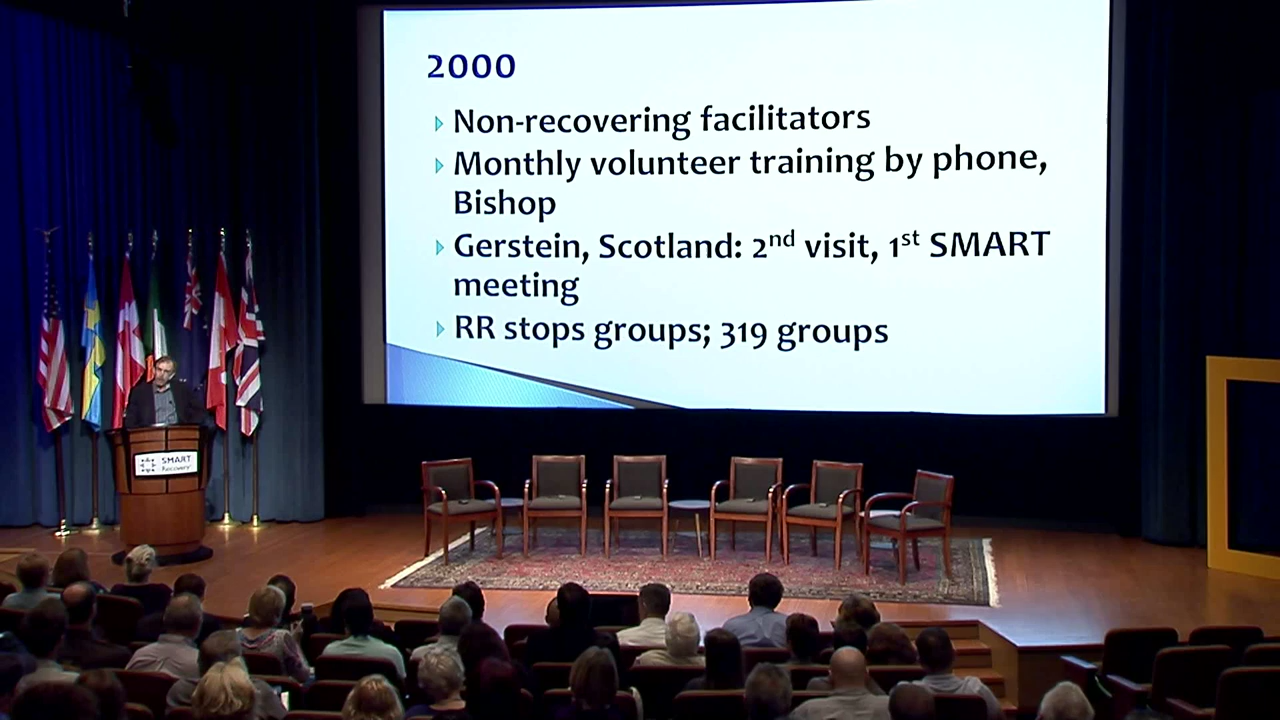 2000
Non-recovering facilitators
Monthly volunteer training by phone,
Bishop
Gerstein, Scotland: 2nd visit, 1st SMART
meeting
RR stops groups; 319 groups
SMART
Recovery